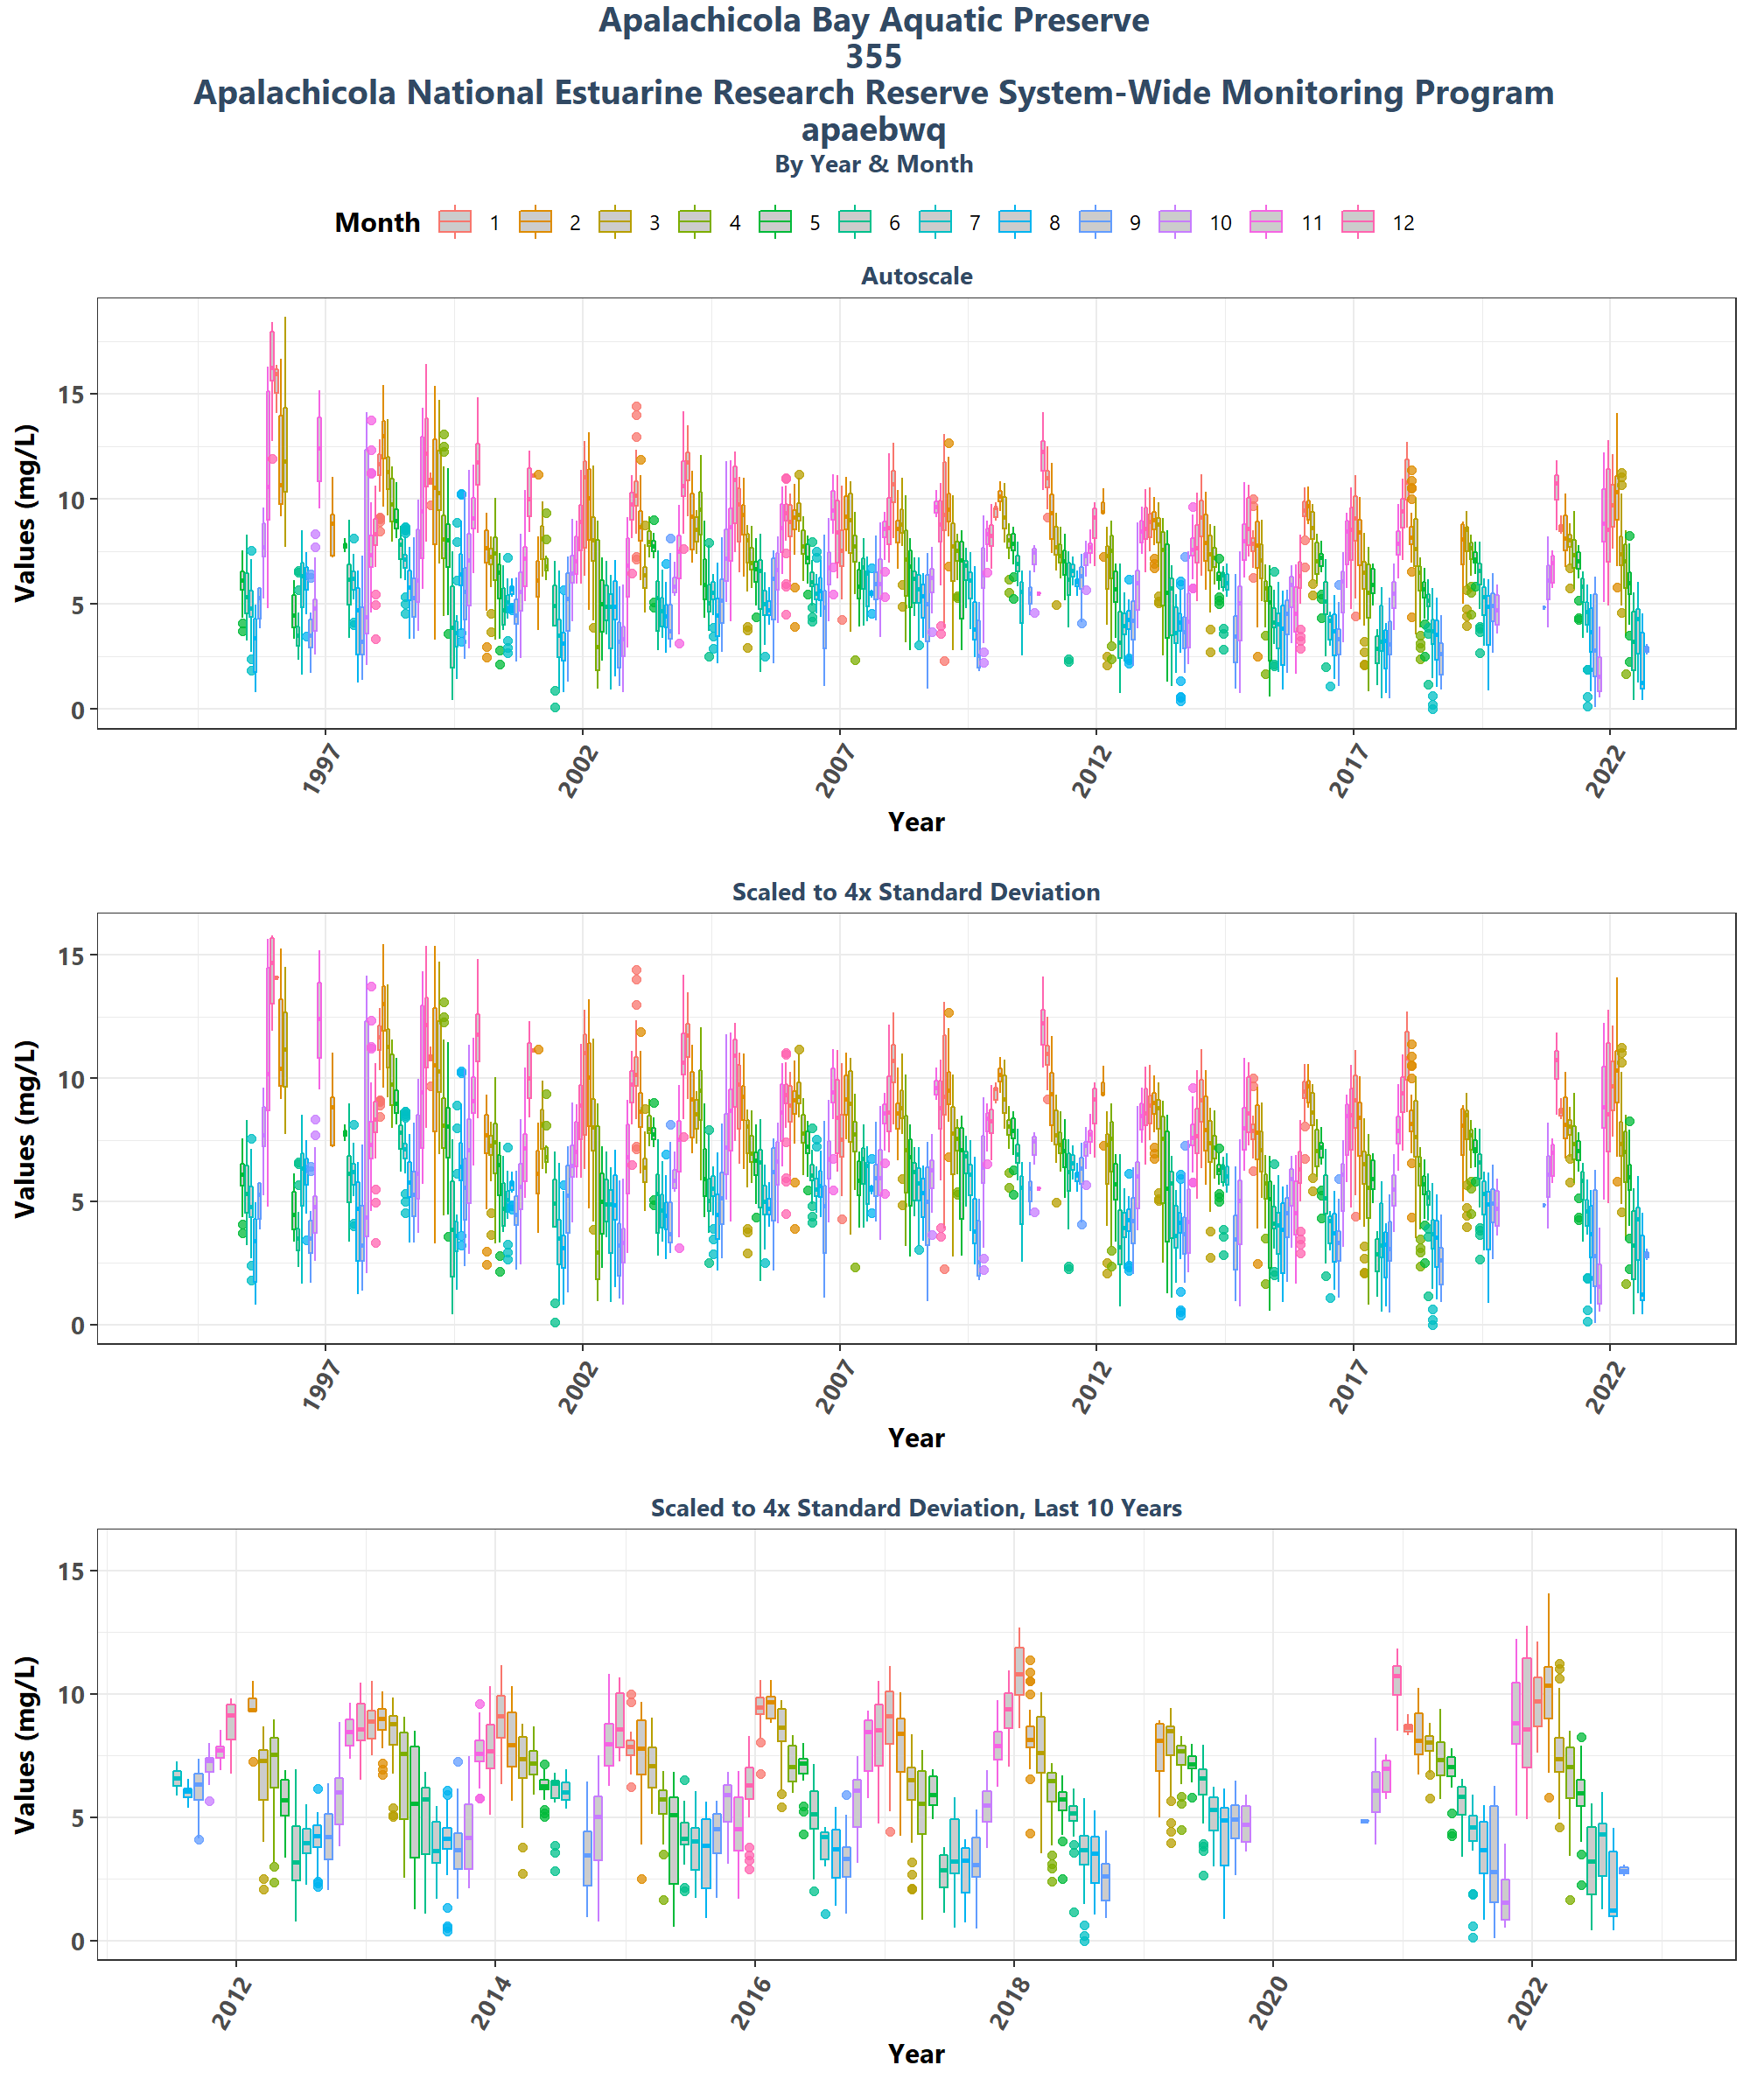 Apalachicola Bay Aquatic Preserve
355
Apalachicola National Estuarine Research Reserve System-Wide Monitoring Program
apaebwq
By Year & Month
Month 1 2 3 4 5 6 7 8 9 10 11 12
Autoscale
Values (mg/L)
15
10
5
0
1997 2002 2007 2012 2017 2022
Year
Scaled to 4x Standard Deviation
Values (mg/L)
15
10
5
0
1997 2002 2007 2012 2017 2022
Year
Scaled to 4x Standard Deviation, Last 10 Years
Values (mg/L)
15
10
5
0
2012 2014 2016 2018 2020 2022
Year